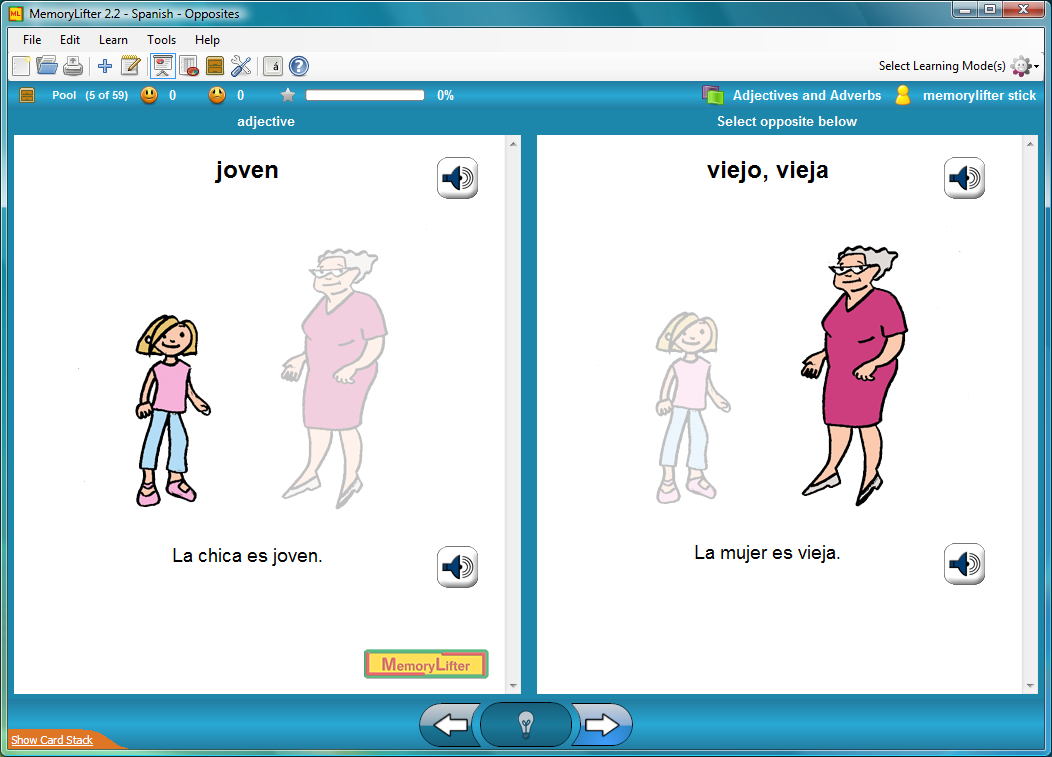 ML MemoryLifter 2.2 - Spanish - Opposites
File Edit Learn Tools Help
á ? Select Learning Mode(s)
Pool (5 of 59) 0 0 0% Adjectives and Adverbs memorylifter stick
adjective
Select opposite below
joven
viejo, vieja
La chica es joven.
La mujer es vieja.
MemoryLifter
Show Card Stack